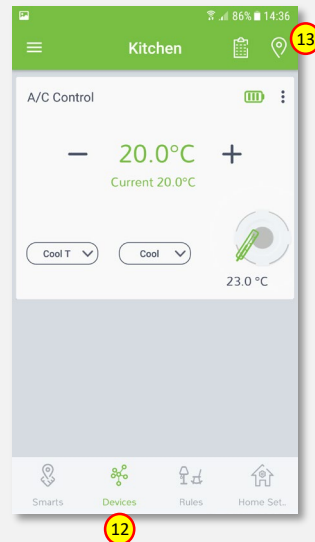 86% 14:36
Kitchen
13
A/C Control
− 20.0°C +
Current 20.0°C
Cool T Cool
23.0 °C
Smarts Devices Rules Home Set..
12